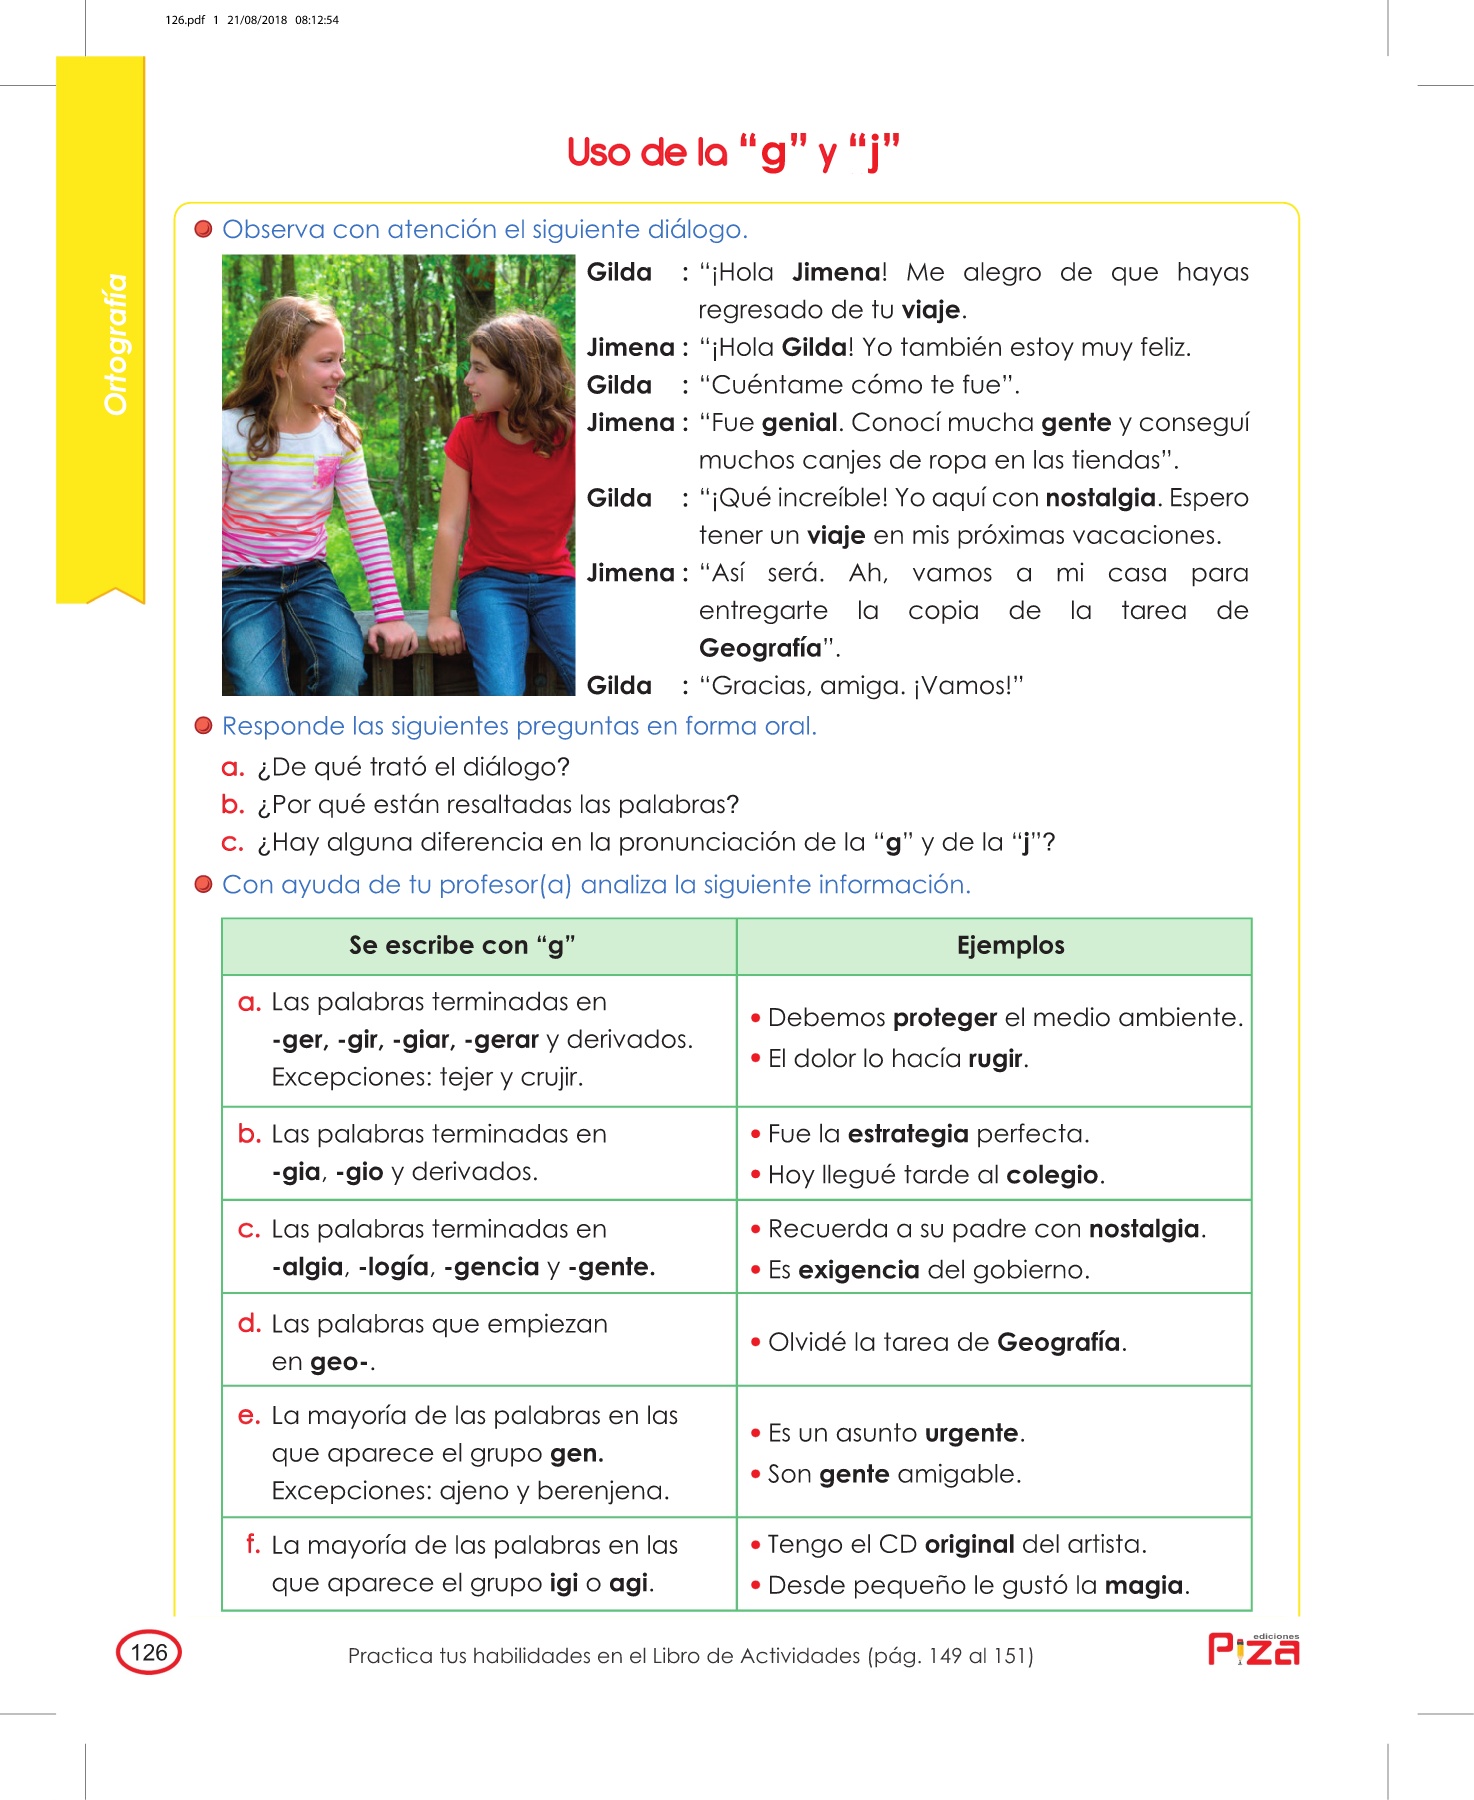 126.pdf 1 21/08/2018 08:12:54
Ortografía
Uso de la “g” y “j”
Observa con atención el siguiente diálogo.
Gilda : “¡Hola Jimena! Me alegro de que hayas
regresado de tu viaje.
Jimena : “¡Hola Gilda! Yo también estoy muy feliz.
Gilda : “Cuéntame cómo te fue”.
Jimena : “Fue genial. Conocí mucha gente y conseguí
muchos canjes de ropa en las tiendas”.
Gilda : “¡Qué increíble! Yo aquí con nostalgia. Espero
tener un viaje en mis próximas vacaciones.
Jimena : “Así será. Ah, vamos a mi casa para
entregarte la copia de la tarea de
Geografía”.
Gilda : “Gracias, amiga. ¡Vamos!”
Responde las siguientes preguntas en forma oral.
a. ¿De qué trató el diálogo?
b. ¿Por qué están resaltadas las palabras?
c. ¿Hay alguna diferencia en la pronunciación de la “g” y de la “j”?
Con ayuda de tu profesor(a) analiza la siguiente información.
Se escribe con “g”
Ejemplos
a. Las palabras terminadas en
-ger, -gir, -giar, -gerar y derivados.
Excepciones: tejer y crujir.
• Debemos proteger el medio ambiente.
• El dolor lo hacía rugir.
b. Las palabras terminadas en
-gia, -gio y derivados.
• Fue la estrategia perfecta.
• Hoy llegué tarde al colegio.
c. Las palabras terminadas en
-algia, -logía, -gencia y -gente.
• Recuerda a su padre con nostalgia.
• Es exigencia del gobierno.
d. Las palabras que empiezan
en geo-.
• Olvidé la tarea de Geografía.
e. La mayoría de las palabras en las
que aparece el grupo gen.
Excepciones: ajeno y berenjena.
• Es un asunto urgente.
• Son gente amigable.
f. La mayoría de las palabras en las
que aparece el grupo igi o agi.
• Tengo el CD original del artista.
• Desde pequeño le gustó la magia.
126
Practica tus habilidades en el Libro de Actividades (pág. 149 al 151)
ediciones
Piza